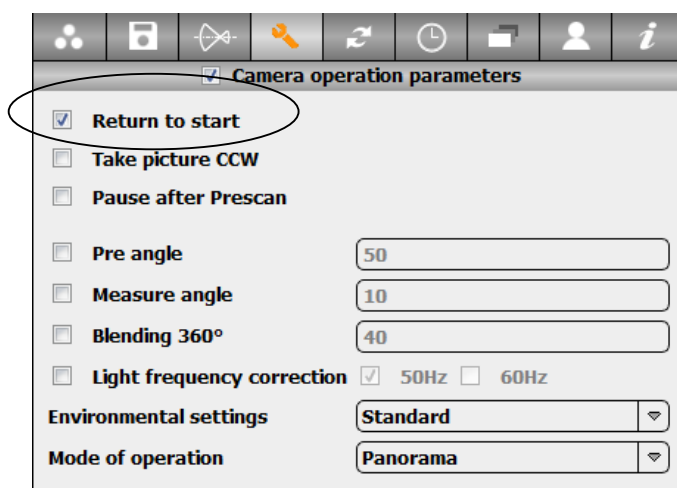 i
Camera operation parameters
Return to start
Take picture CCW
Pause after Prescan
Pre angle 50
Measure angle 10
Blending 360° 40
Light frequency correction 50Hz 60Hz
Environmental settings Standard
Mode of operation Panorama